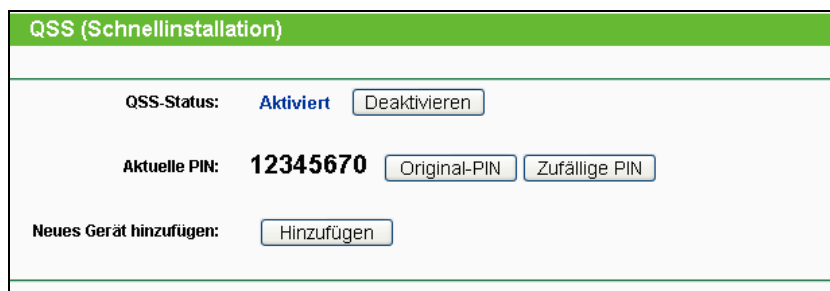 QSS (Schnellinstallation)
QSS-Status: Aktiviert Deaktivieren
Aktuelle PIN: 12345670 Original-PIN Zufällige PIN
Neues Gerät hinzufügen: Hinzufügen